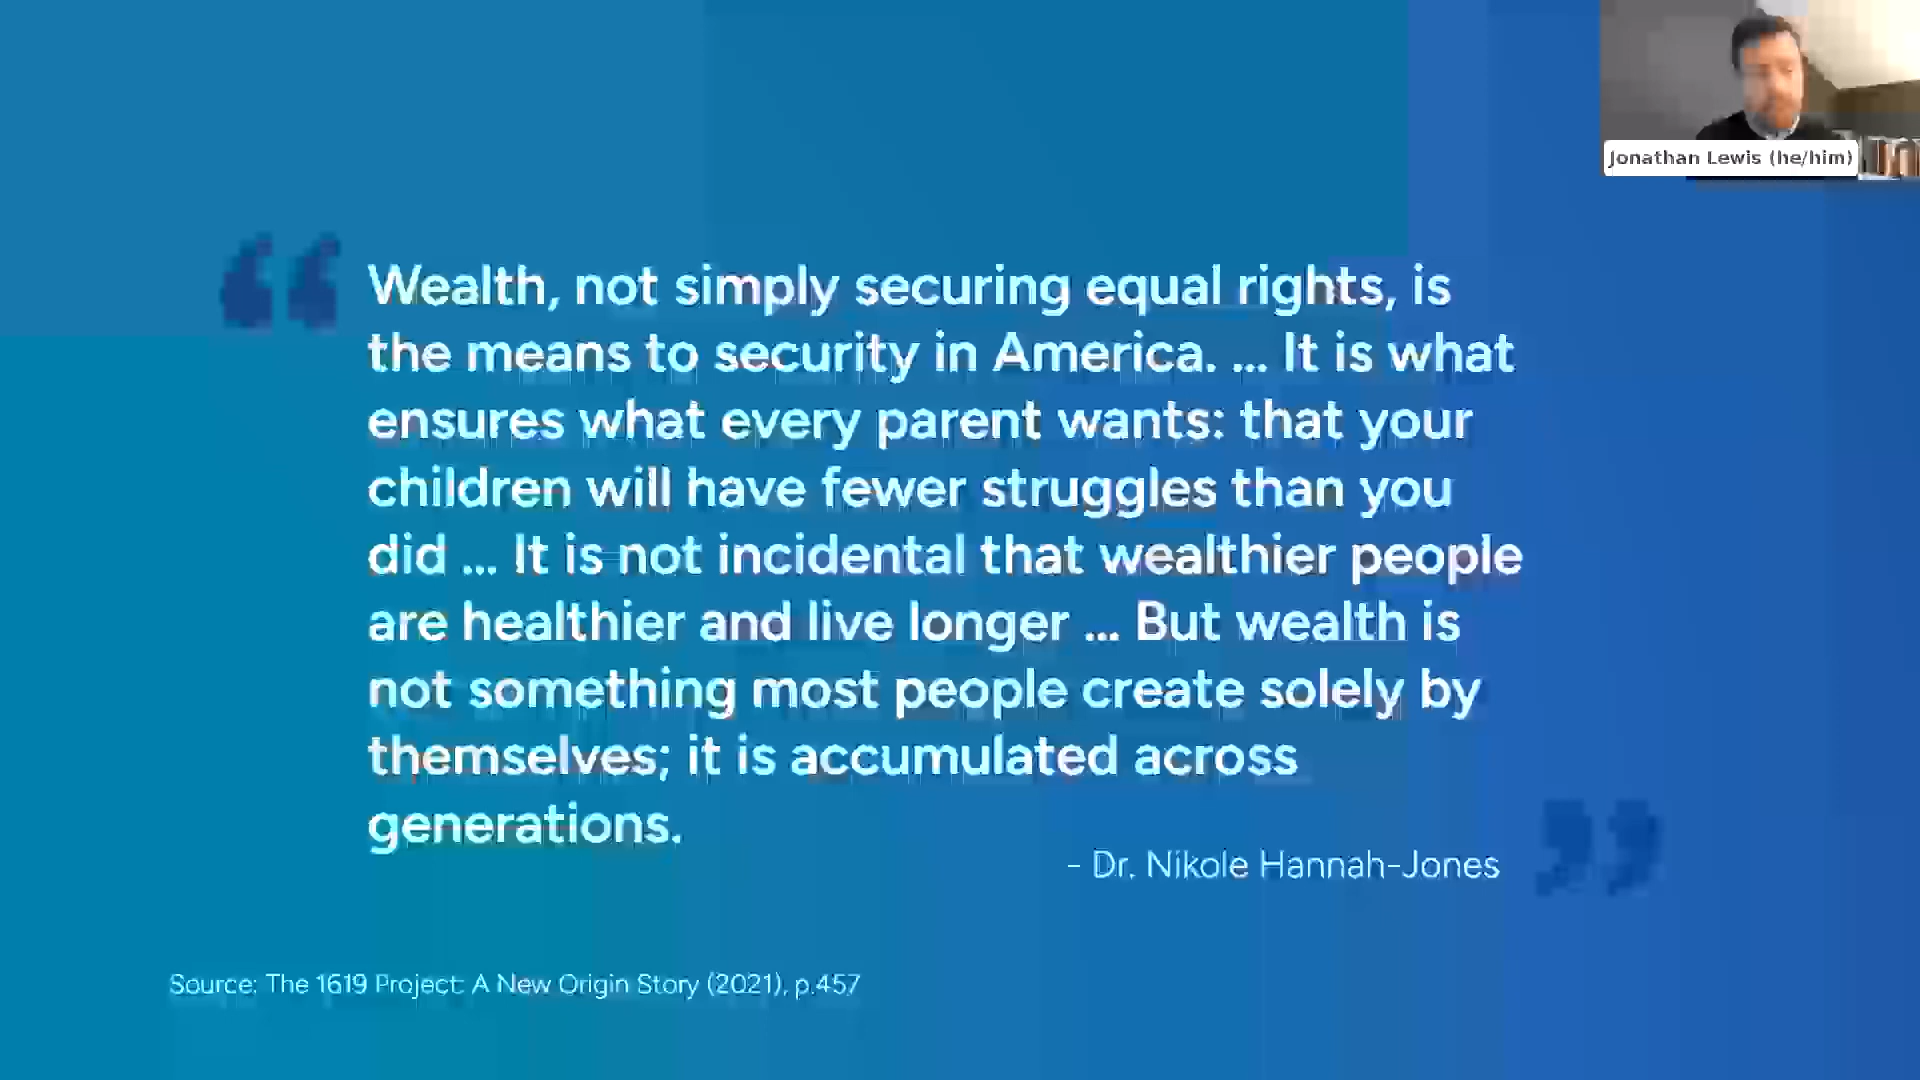 Jonathan Lewis (he/him)
“
Wealth, not simply securing equal rights, is
the means to security in America. ... It is what
ensures what every parent wants: that your
children will have fewer struggles than you
did ... It is not incidental that wealthier people
are healthier and live longer ... But wealth is
not something most people create solely by
themselves; it is accumulated across
generations.
”
- Dr. Nikole Hannah-Jones
Source: The 1619 Project: A New Origin Story (2021), p.457